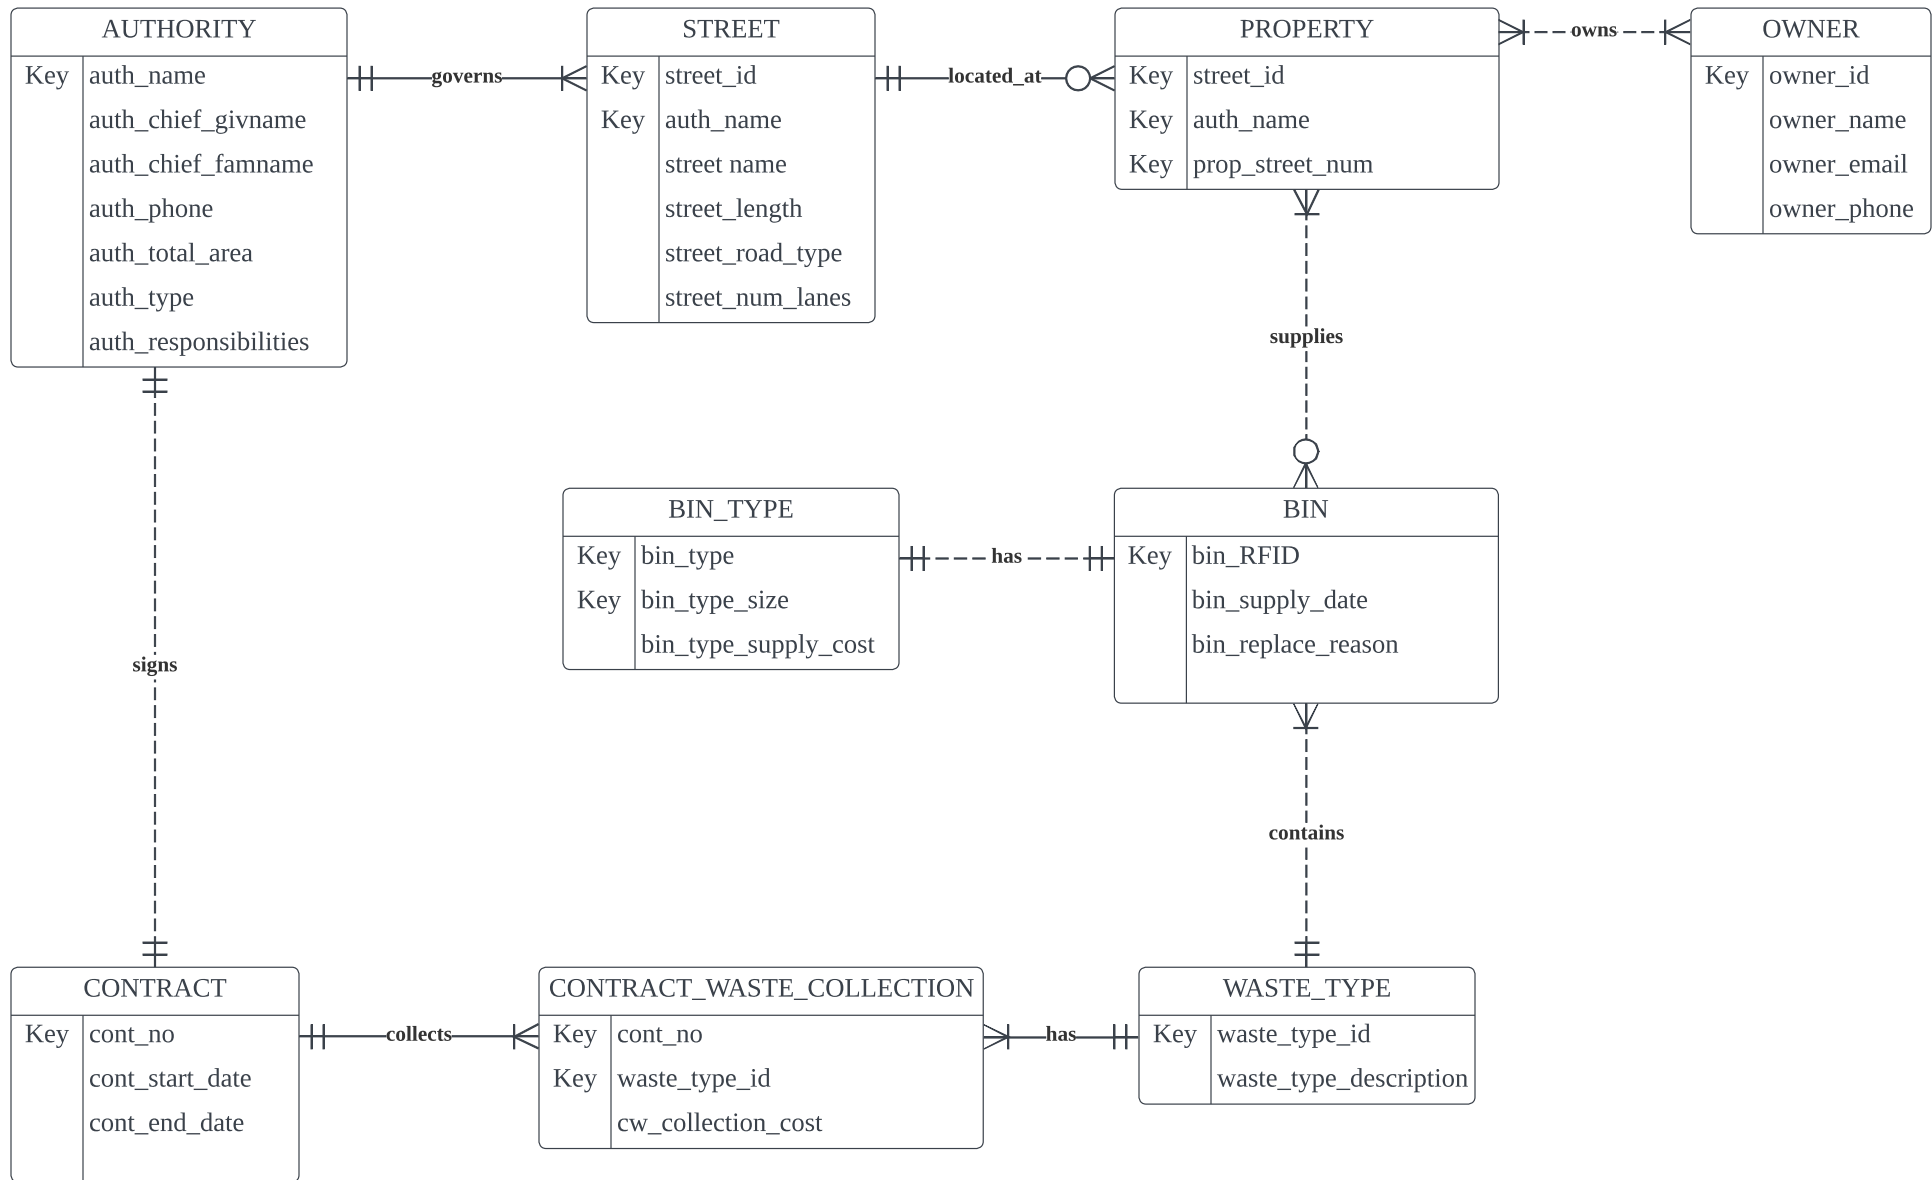 AUTHORITY
Key auth_name
auth_chief_givname
auth_chief_famname
auth_phone
auth_total_area
auth_type
auth_responsibilities
governs
STREET
Key street_id
Key auth_name
street name
street_length
street_road_type
street_num_lanes
located_at
PROPERTY
Key street_id
Key auth_name
Key prop_street_num
owns
OWNER
Key owner_id
owner_name
owner_email
owner_phone
supplies
BIN_TYPE
Key bin_type
Key bin_type_size
bin_type_supply_cost
has
BIN
Key bin_RFID
bin_supply_date
bin_replace_reason
signs
contains
CONTRACT
Key cont_no
cont_start_date
cont_end_date
collects
CONTRACT_WASTE_COLLECTION
Key cont_no
Key waste_type_id
cw_collection_cost
has
WASTE_TYPE
Key waste_type_id
waste_type_description